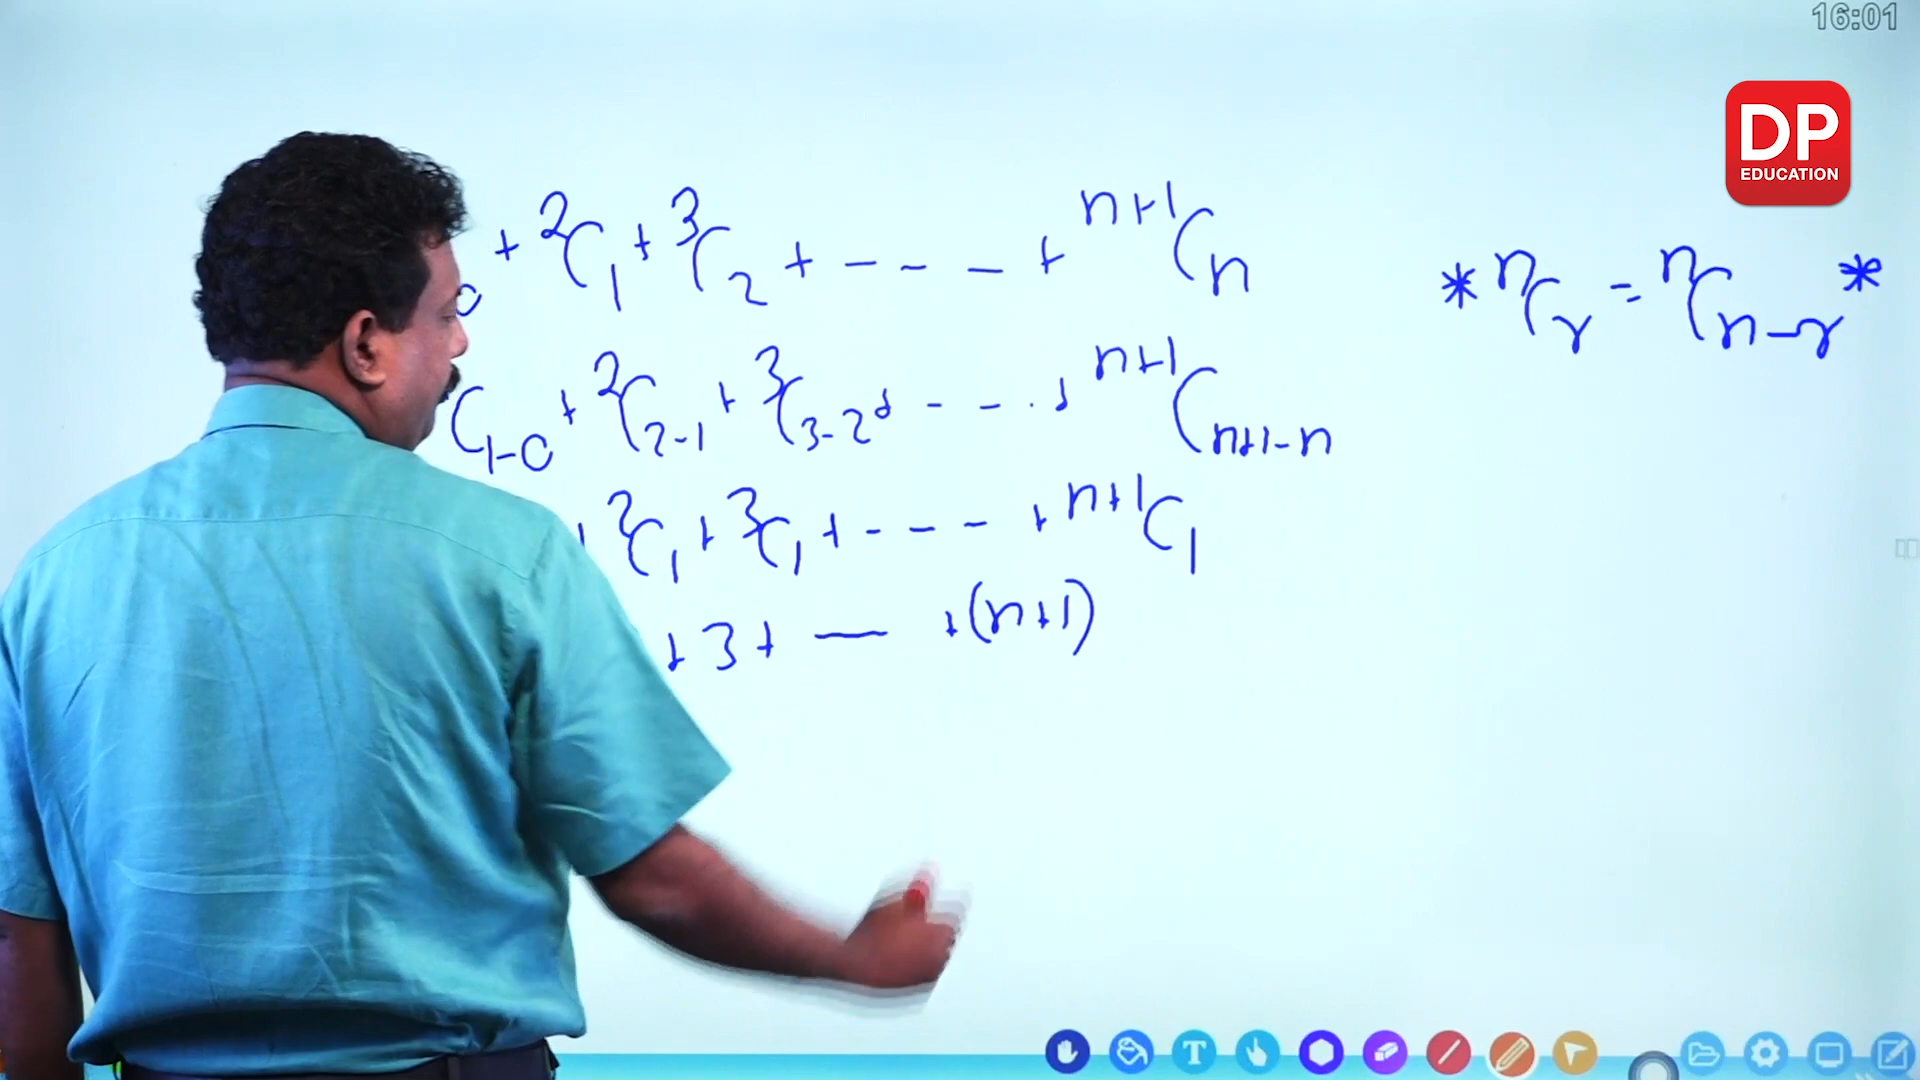 16:01
DP
EDUCATION
0 + ²C₁ + ³C₂ + - - - + ⁿ⁺¹Cₙ
* ⁿCᵣ = ⁿCₙ₋ᵣ *
C₁₋₀ + ²C₂₋₁ + ³C₃₋₂ + - - . + ⁿ⁺¹Cₙ₊₁₋ₙ
+ ²C₁ + ³C₁ + - - - + ⁿ⁺¹C₁
+ 3 + — + (n+1)
T